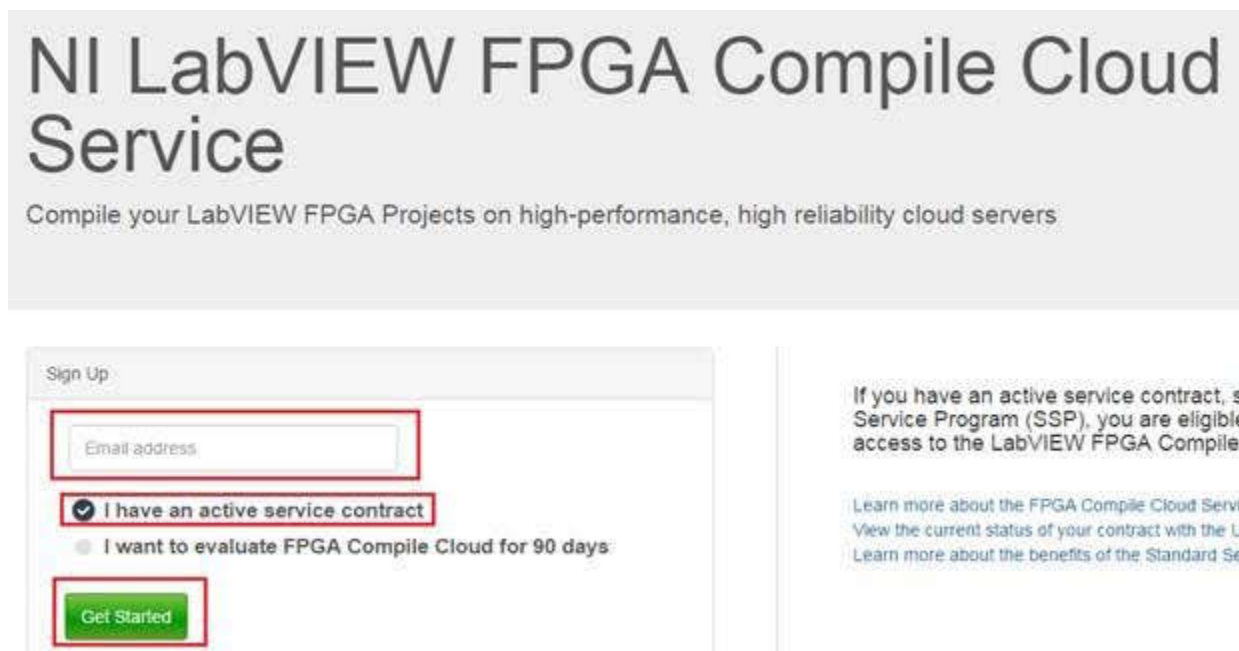 NI LabVIEW FPGA Compile Cloud
Service
Compile your LabVIEW FPGA Projects on high-performance, high reliability cloud servers
Sign Up
Email address
I have an active service contract
I want to evaluate FPGA Compile Cloud for 90 days
Get Started
If you have an active service contract, s
Service Program (SSP), you are eligible
access to the LabVIEW FPGA Compile
Learn more about the FPGA Compile Cloud Servi
View the current status of your contract with the L
Learn more about the benefits of the Standard Se